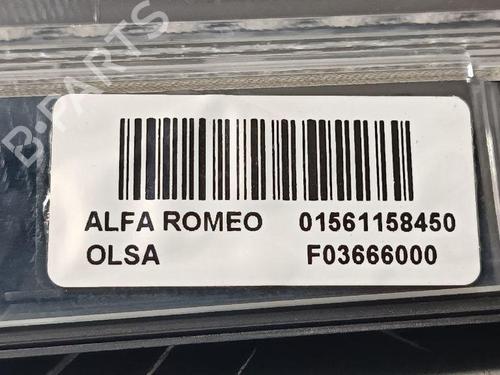 B-PARTS
ALFA ROMEO 01561158450
OLSA F03666000